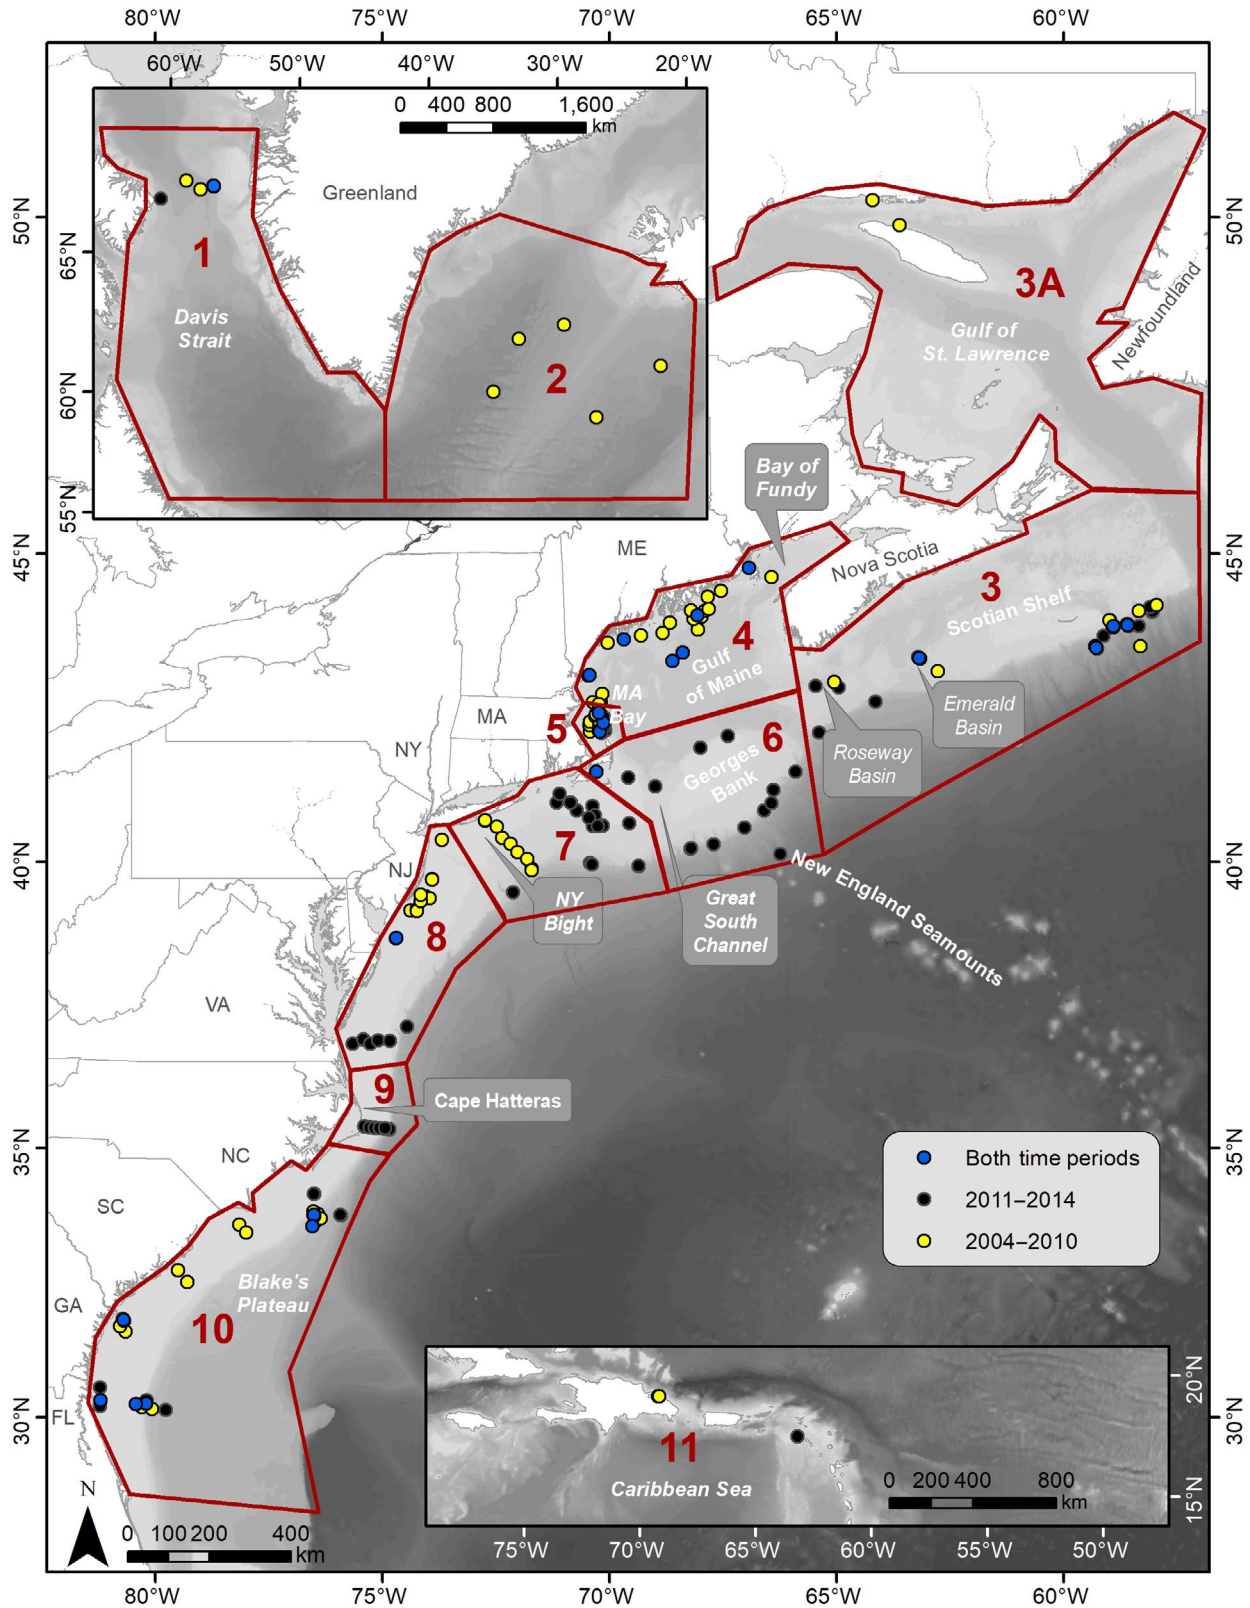 80°W 75°W 70°W 65°W 60°W
60°W 50°W 40°W 30°W 20°W
0 400 800 1,600
km
Greenland
50°N
65°N
60°N
55°N
1
Davis
Strait
2
50°N
3A
Gulf of
St. Lawrence
Newfoundland
Bay of
Fundy
45°N
ME
Nova Scotia
45°N
3
Scotian Shelf
4
Gulf
of Maine
MA
Bay
MA
5
NY
6
Georges
Bank
Emerald
Basin
Roseway
Basin
40°N
7
NJ
NY
Bight
Great
South
Channel
New England Seamounts
40°N
8
VA
9
Cape Hatteras
35°N
NC
SC
35°N
Both time periods
2011–2014
2004–2010
Blake's
Plateau
GA
10
30°N
FL
20°N
11
Caribbean Sea
0 200 400 800
km
15°N
30°N
N
0 100 200 400
km
75°W 70°W 65°W 60°W 55°W 50°W
80°W 75°W 70°W 65°W 60°W